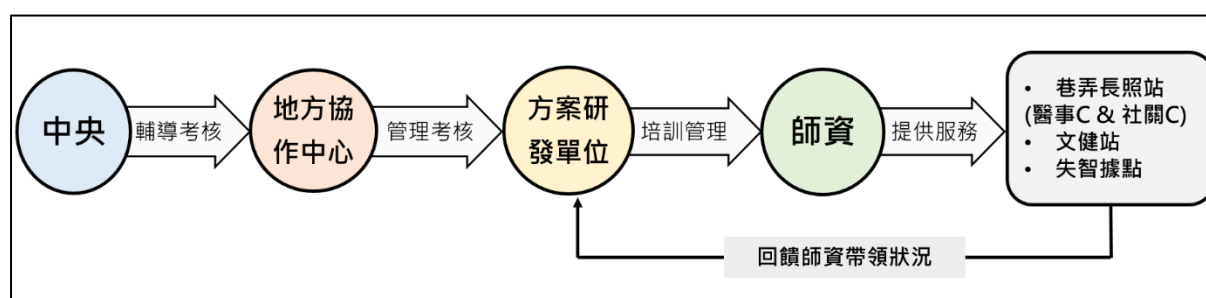 中央
輔導考核
地方協
作中心
管理考核
方案研
發單位
培訓管理
師資
提供服務
• 巷弄長照站
(醫事C & 社關C)
• 文健站
• 失智據點
回饋師資帶領狀況